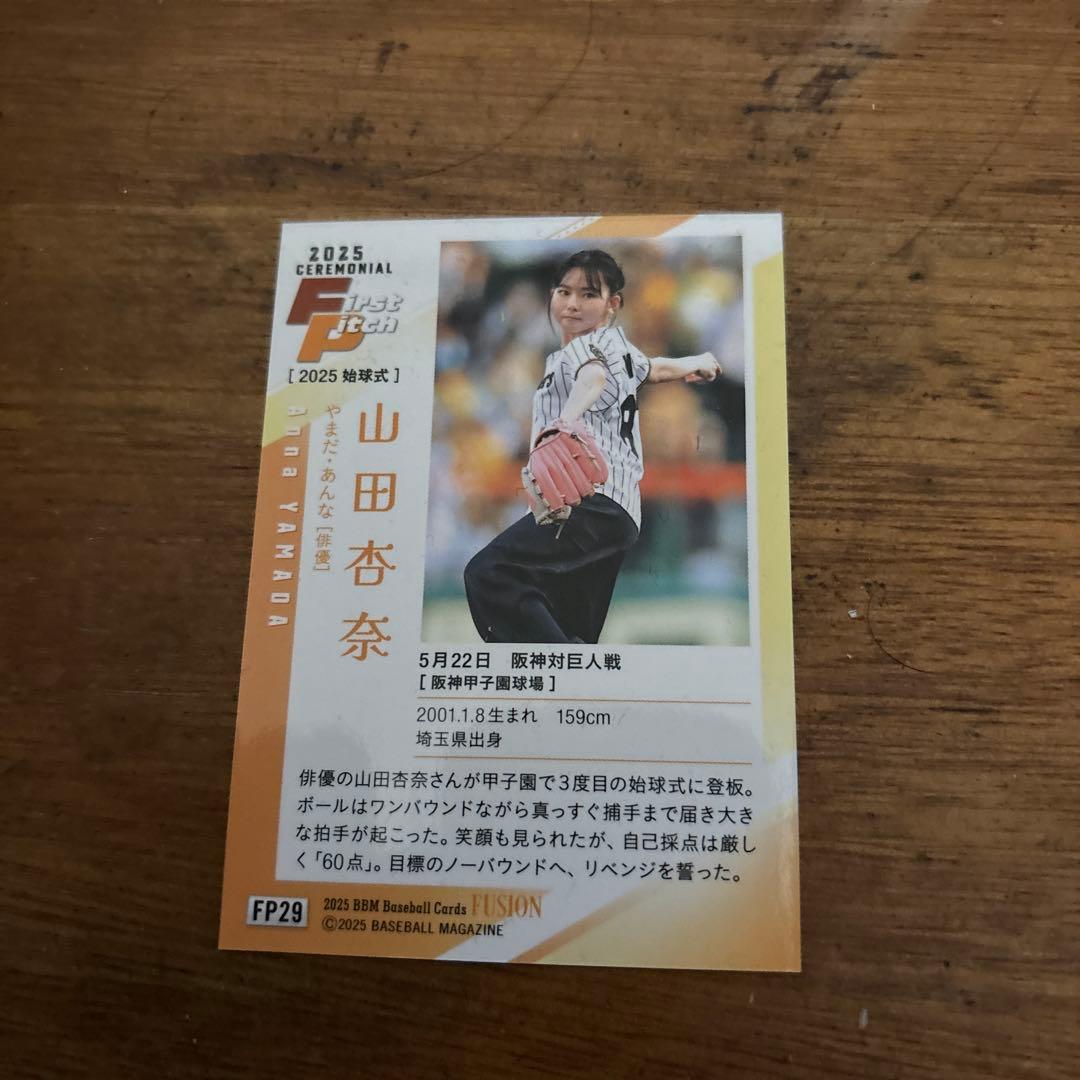 2025
CEREMONIAL
First
Pitch
[ 2025 始球式 ]
山田杏奈
やまだ・あんな [俳優]
Anna YAMADA
5月22日 阪神対巨人戦
[ 阪神甲子園球場 ]
2001.1.8生まれ 159cm
埼玉県出身
俳優の山田杏奈さんが甲子園で3度目の始球式に登板。
ボールはワンバウンドながら真っすぐ捕手まで届き大き
な拍手が起こった。笑顔も見られたが、自己採点は厳し
く「60点」。目標のノーバウンドへ、リベンジを誓った。
FP29
2025 BBM Baseball Cards FUSION
©2025 BASEBALL MAGAZINE